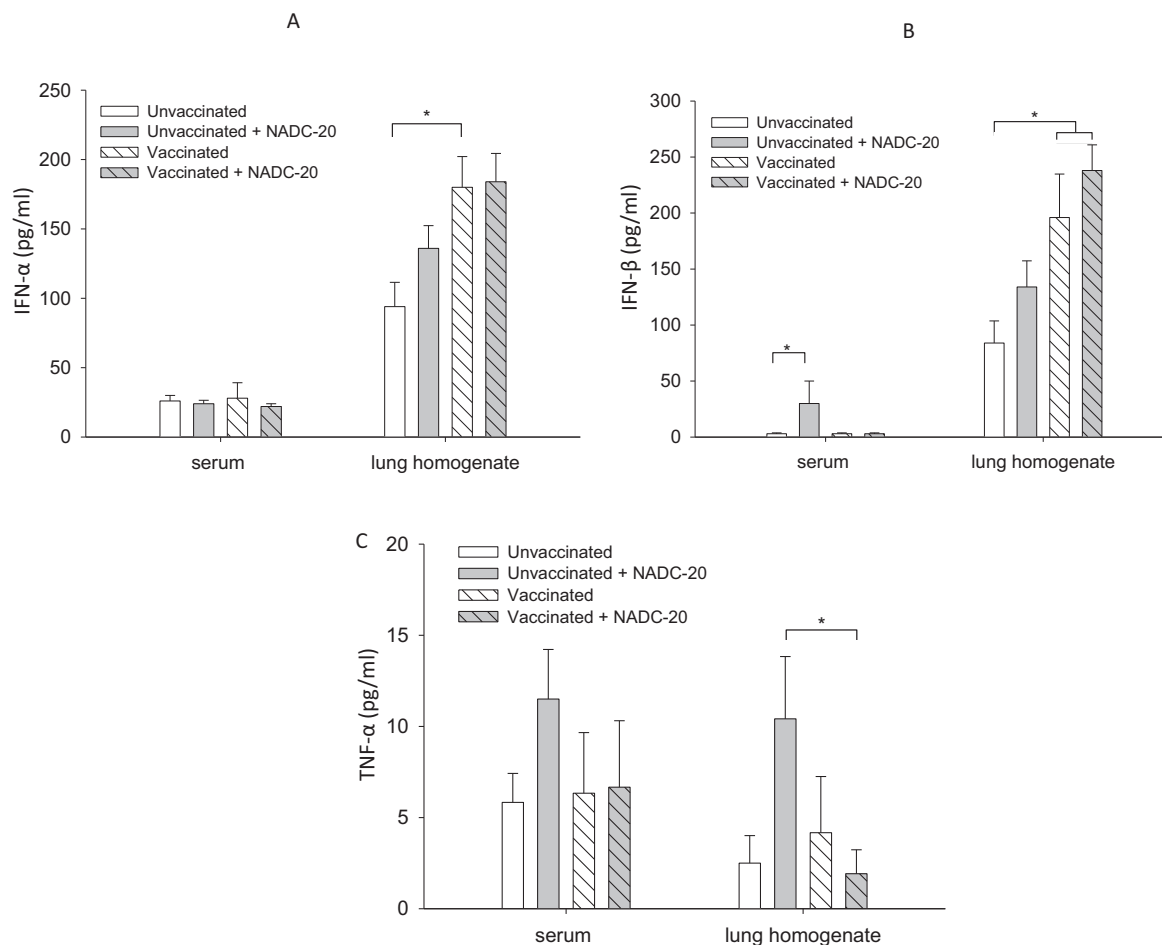 A
IFN-α (pg/ml)
250
200
150
100
50
0
Unvaccinated
Unvaccinated + NADC-20
Vaccinated
Vaccinated + NADC-20
*
serum
lung homogenate
B
IFN-β (pg/ml)
300
250
200
150
100
50
0
Unvaccinated
Unvaccinated + NADC-20
Vaccinated
Vaccinated + NADC-20
*
*
serum
lung homogenate
C
TNF-α (pg/ml)
20
15
10
5
0
Unvaccinated
Unvaccinated + NADC-20
Vaccinated
Vaccinated + NADC-20
*
serum
lung homogenate